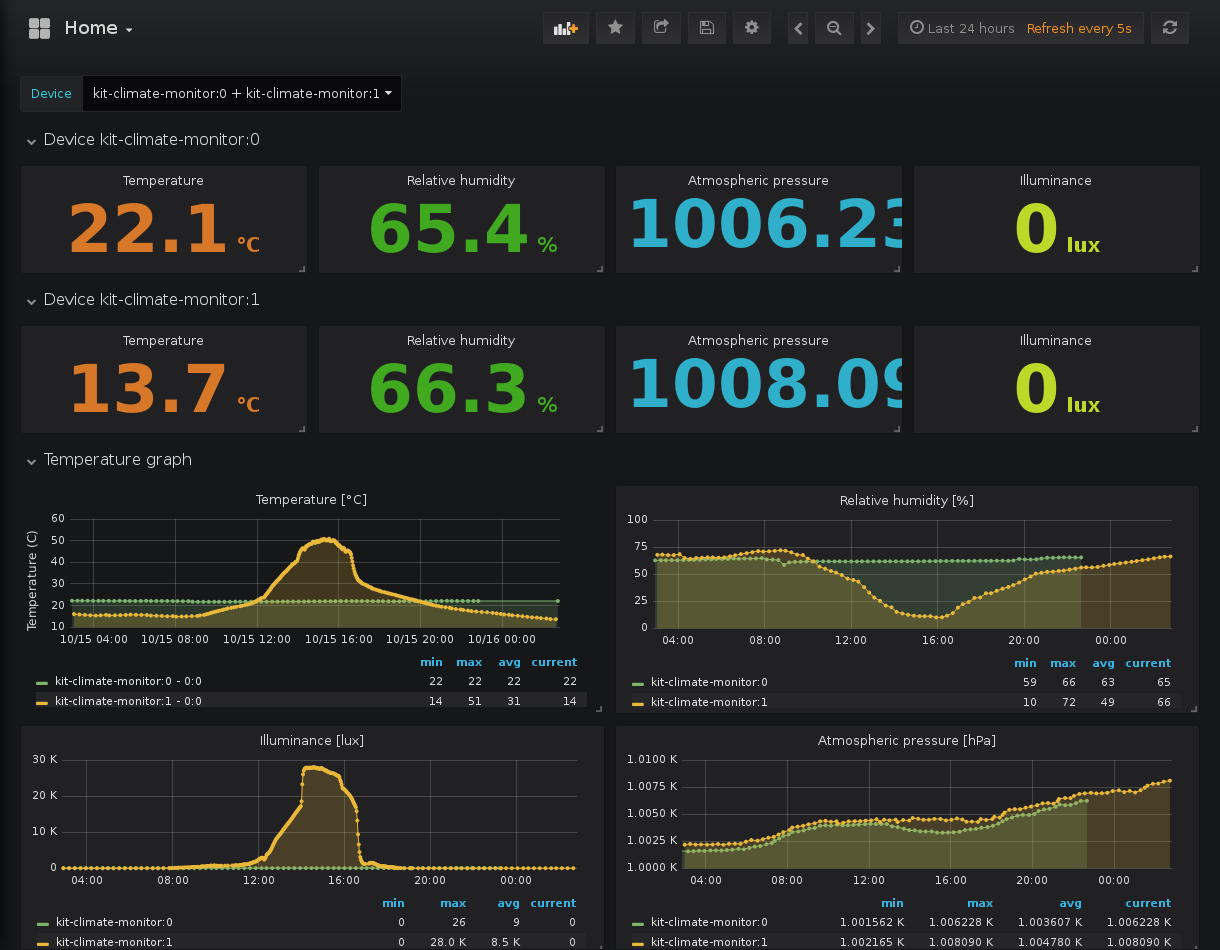 Home
Last 24 hours Refresh every 5s
Device kit-climate-monitor:0 + kit-climate-monitor:1
Device kit-climate-monitor:0
Temperature Relative humidity Atmospheric pressure Illuminance
22.1 °C 65.4 % 1006.23 0 lux
Device kit-climate-monitor:1
Temperature Relative humidity Atmospheric pressure Illuminance
13.7 °C 66.3 % 1008.09 0 lux
Temperature graph
Temperature [°C]
Temperature (C)
60
50
40
30
20
10
10/15 04:00 10/15 08:00 10/15 12:00 10/15 16:00 10/15 20:00 10/16 00:00
min max avg current
kit-climate-monitor:0 - 0:0 22 22 22 22
kit-climate-monitor:1 - 0:0 14 51 31 14
Relative humidity [%]
100
75
50
25
0
04:00 08:00 12:00 16:00 20:00 00:00
min max avg current
kit-climate-monitor:0 59 66 63 65
kit-climate-monitor:1 10 72 49 66
Illuminance [lux]
30 K
20 K
10 K
0
04:00 08:00 12:00 16:00 20:00 00:00
min max avg current
kit-climate-monitor:0 0 26 9 0
kit-climate-monitor:1 0 28.0 K 8.5 K 0
Atmospheric pressure [hPa]
1.0100 K
1.0075 K
1.0050 K
1.0025 K
1.0000 K
04:00 08:00 12:00 16:00 20:00 00:00
min max avg current
kit-climate-monitor:0 1.001562 K 1.006228 K 1.003607 K 1.006228 K
kit-climate-monitor:1 1.002165 K 1.008090 K 1.004780 K 1.008090 K